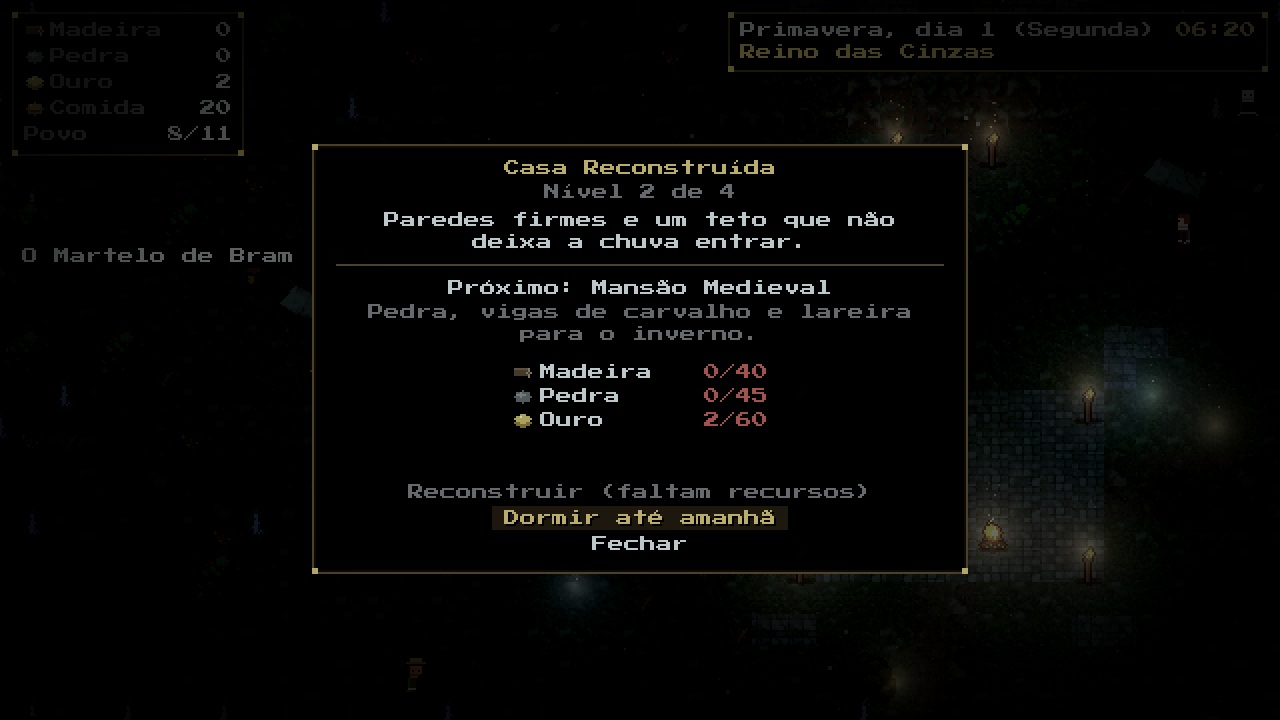 Madeira 0
Pedra 0
Ouro 2
Comida 20
Povo 8/11
Primavera, dia 1 (Segunda) 06:20
Reino das Cinzas
O Martelo de Bram
Casa Reconstruída
Nível 2 de 4
Paredes firmes e um teto que não
deixa a chuva entrar.
Próximo: Mansão Medieval
Pedra, vigas de carvalho e lareira
para o inverno.
Madeira 0/40
Pedra 0/45
Ouro 2/60
Reconstruir (faltam recursos)
Dormir até amanhã
Fechar